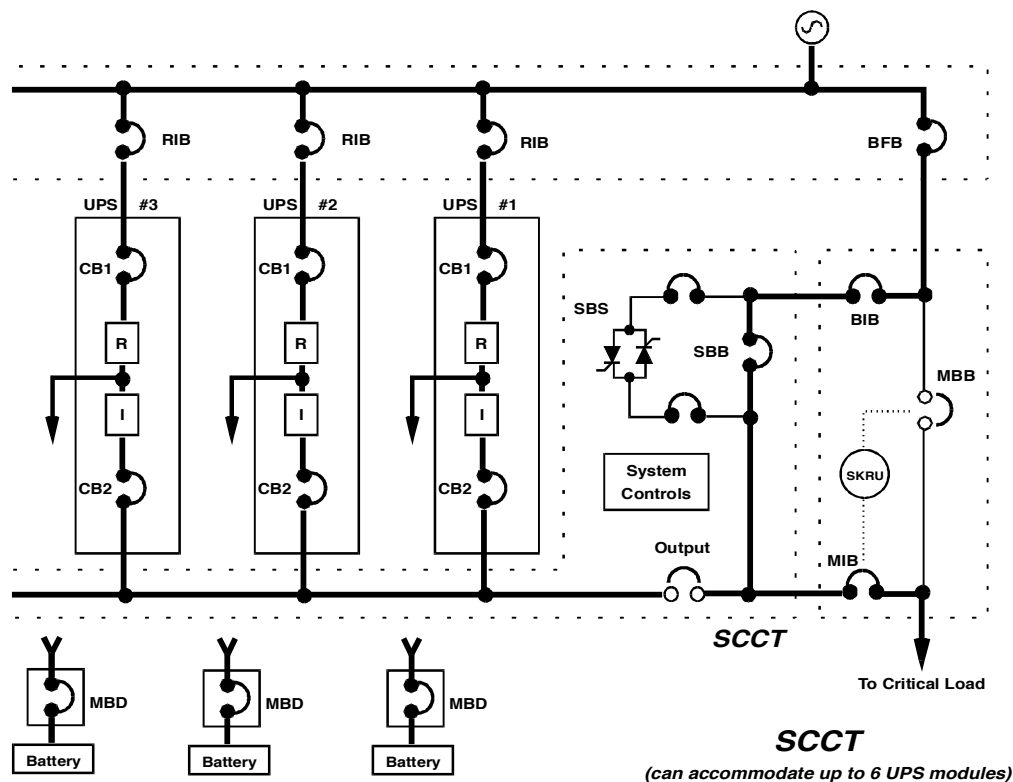 RIB
RIB
RIB
BFB
UPS #3
UPS #2
UPS #1
CB1
CB1
CB1
R
R
R
I
I
I
CB2
CB2
CB2
SBS
SBB
BIB
MBB
System
Controls
SKRU
Output
MIB
SCCT
To Critical Load
MBD
MBD
MBD
Battery
Battery
Battery
SCCT
(can accommodate up to 6 UPS modules)